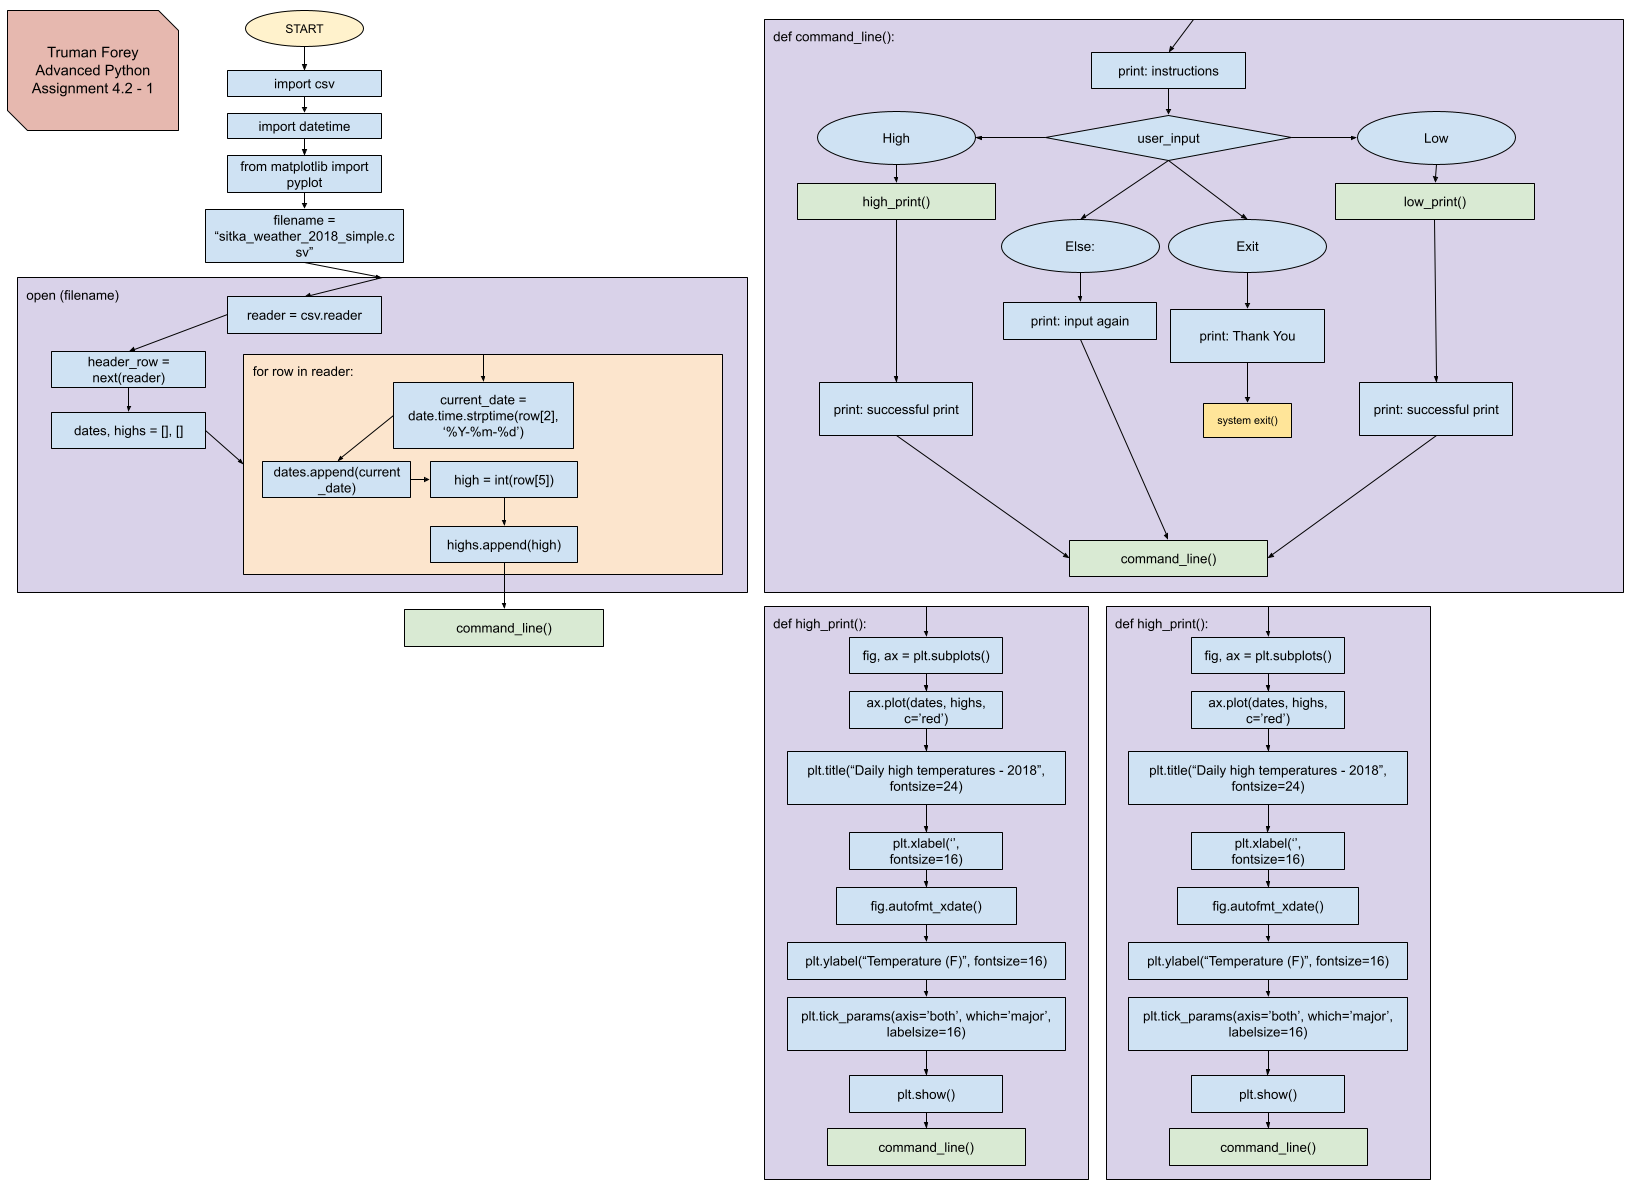 Truman Forey
Advanced Python
Assignment 4.2 - 1
START
import csv
import datetime
from matplotlib import
pyplot
filename =
“sitka_weather_2018_simple.c
sv”
open (filename)
reader = csv.reader
header_row =
next(reader)
dates, highs = [], []
for row in reader:
current_date =
date.time.strptime(row[2],
‘%Y-%m-%d’)
dates.append(current
_date)
high = int(row[5])
highs.append(high)
command_line()
def command_line():
print: instructions
user_input
High
Low
high_print()
low_print()
Else:
Exit
print: input again
print: Thank You
print: successful print
system exit()
print: successful print
command_line()
def high_print():
fig, ax = plt.subplots()
ax.plot(dates, highs,
c=’red’)
plt.title(“Daily high temperatures - 2018”,
fontsize=24)
plt.xlabel(‘’,
fontsize=16)
fig.autofmt_xdate()
plt.ylabel(“Temperature (F)”, fontsize=16)
plt.tick_params(axis=’both’, which=’major’,
labelsize=16)
plt.show()
command_line()
def high_print():
fig, ax = plt.subplots()
ax.plot(dates, highs,
c=’red’)
plt.title(“Daily high temperatures - 2018”,
fontsize=24)
plt.xlabel(‘’,
fontsize=16)
fig.autofmt_xdate()
plt.ylabel(“Temperature (F)”, fontsize=16)
plt.tick_params(axis=’both’, which=’major’,
labelsize=16)
plt.show()
command_line()